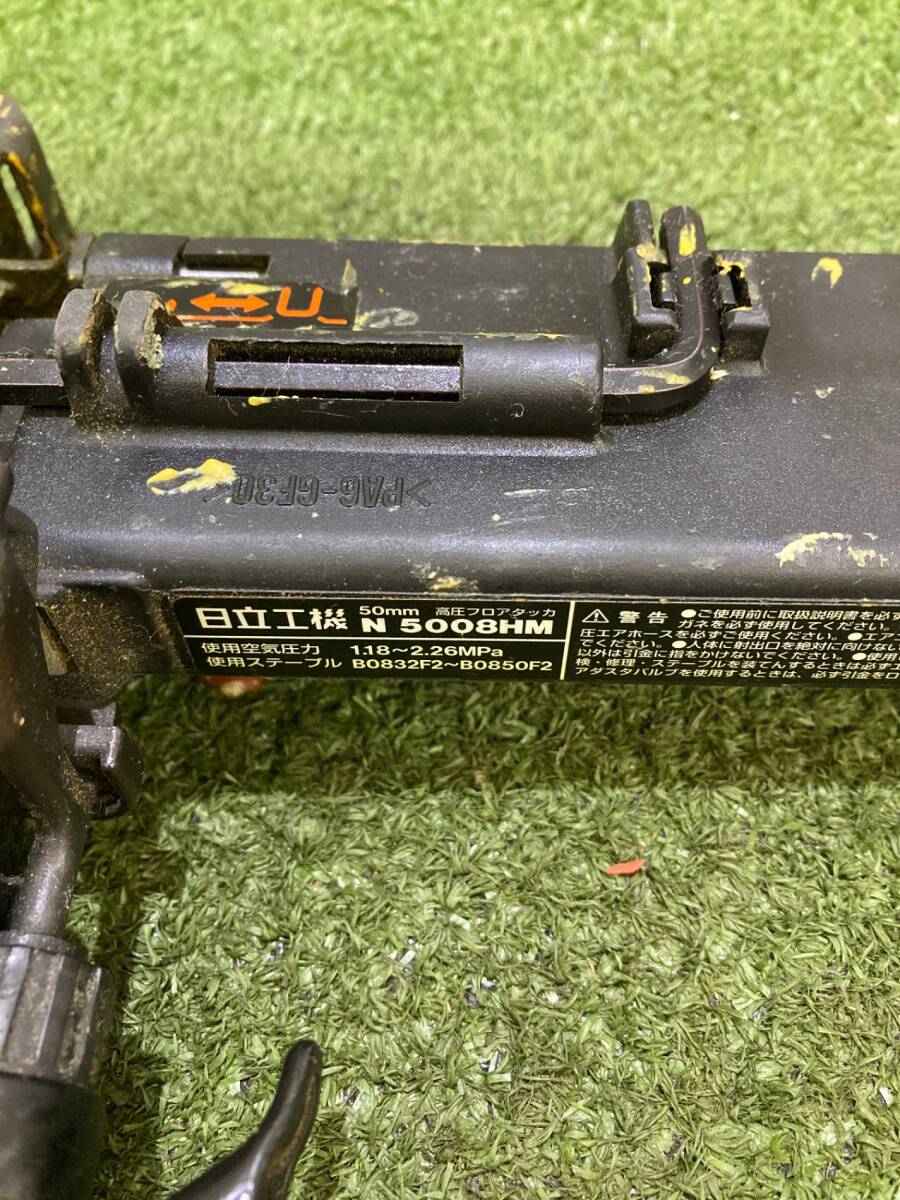 U
>PA6-GF30<
日立工機 50mm 高圧フロアタッカ
N 5008HM
使用空気圧力 1.18～2.26MPa
使用ステープル B0832F2～B0850F2
⚠ 警告 ●ご使用前に取扱説明書を必ず
ガネを必ず使用してください。
圧エアホースを必ずご使用ください。●エア
でください。●人体に射出口を絶対に向けない
以外は引金に指をかけないでください。●使用
検・修理・ステープルを装てんするときは必ずエ
アダスタバルブを使用するときは、必ず引金をロ